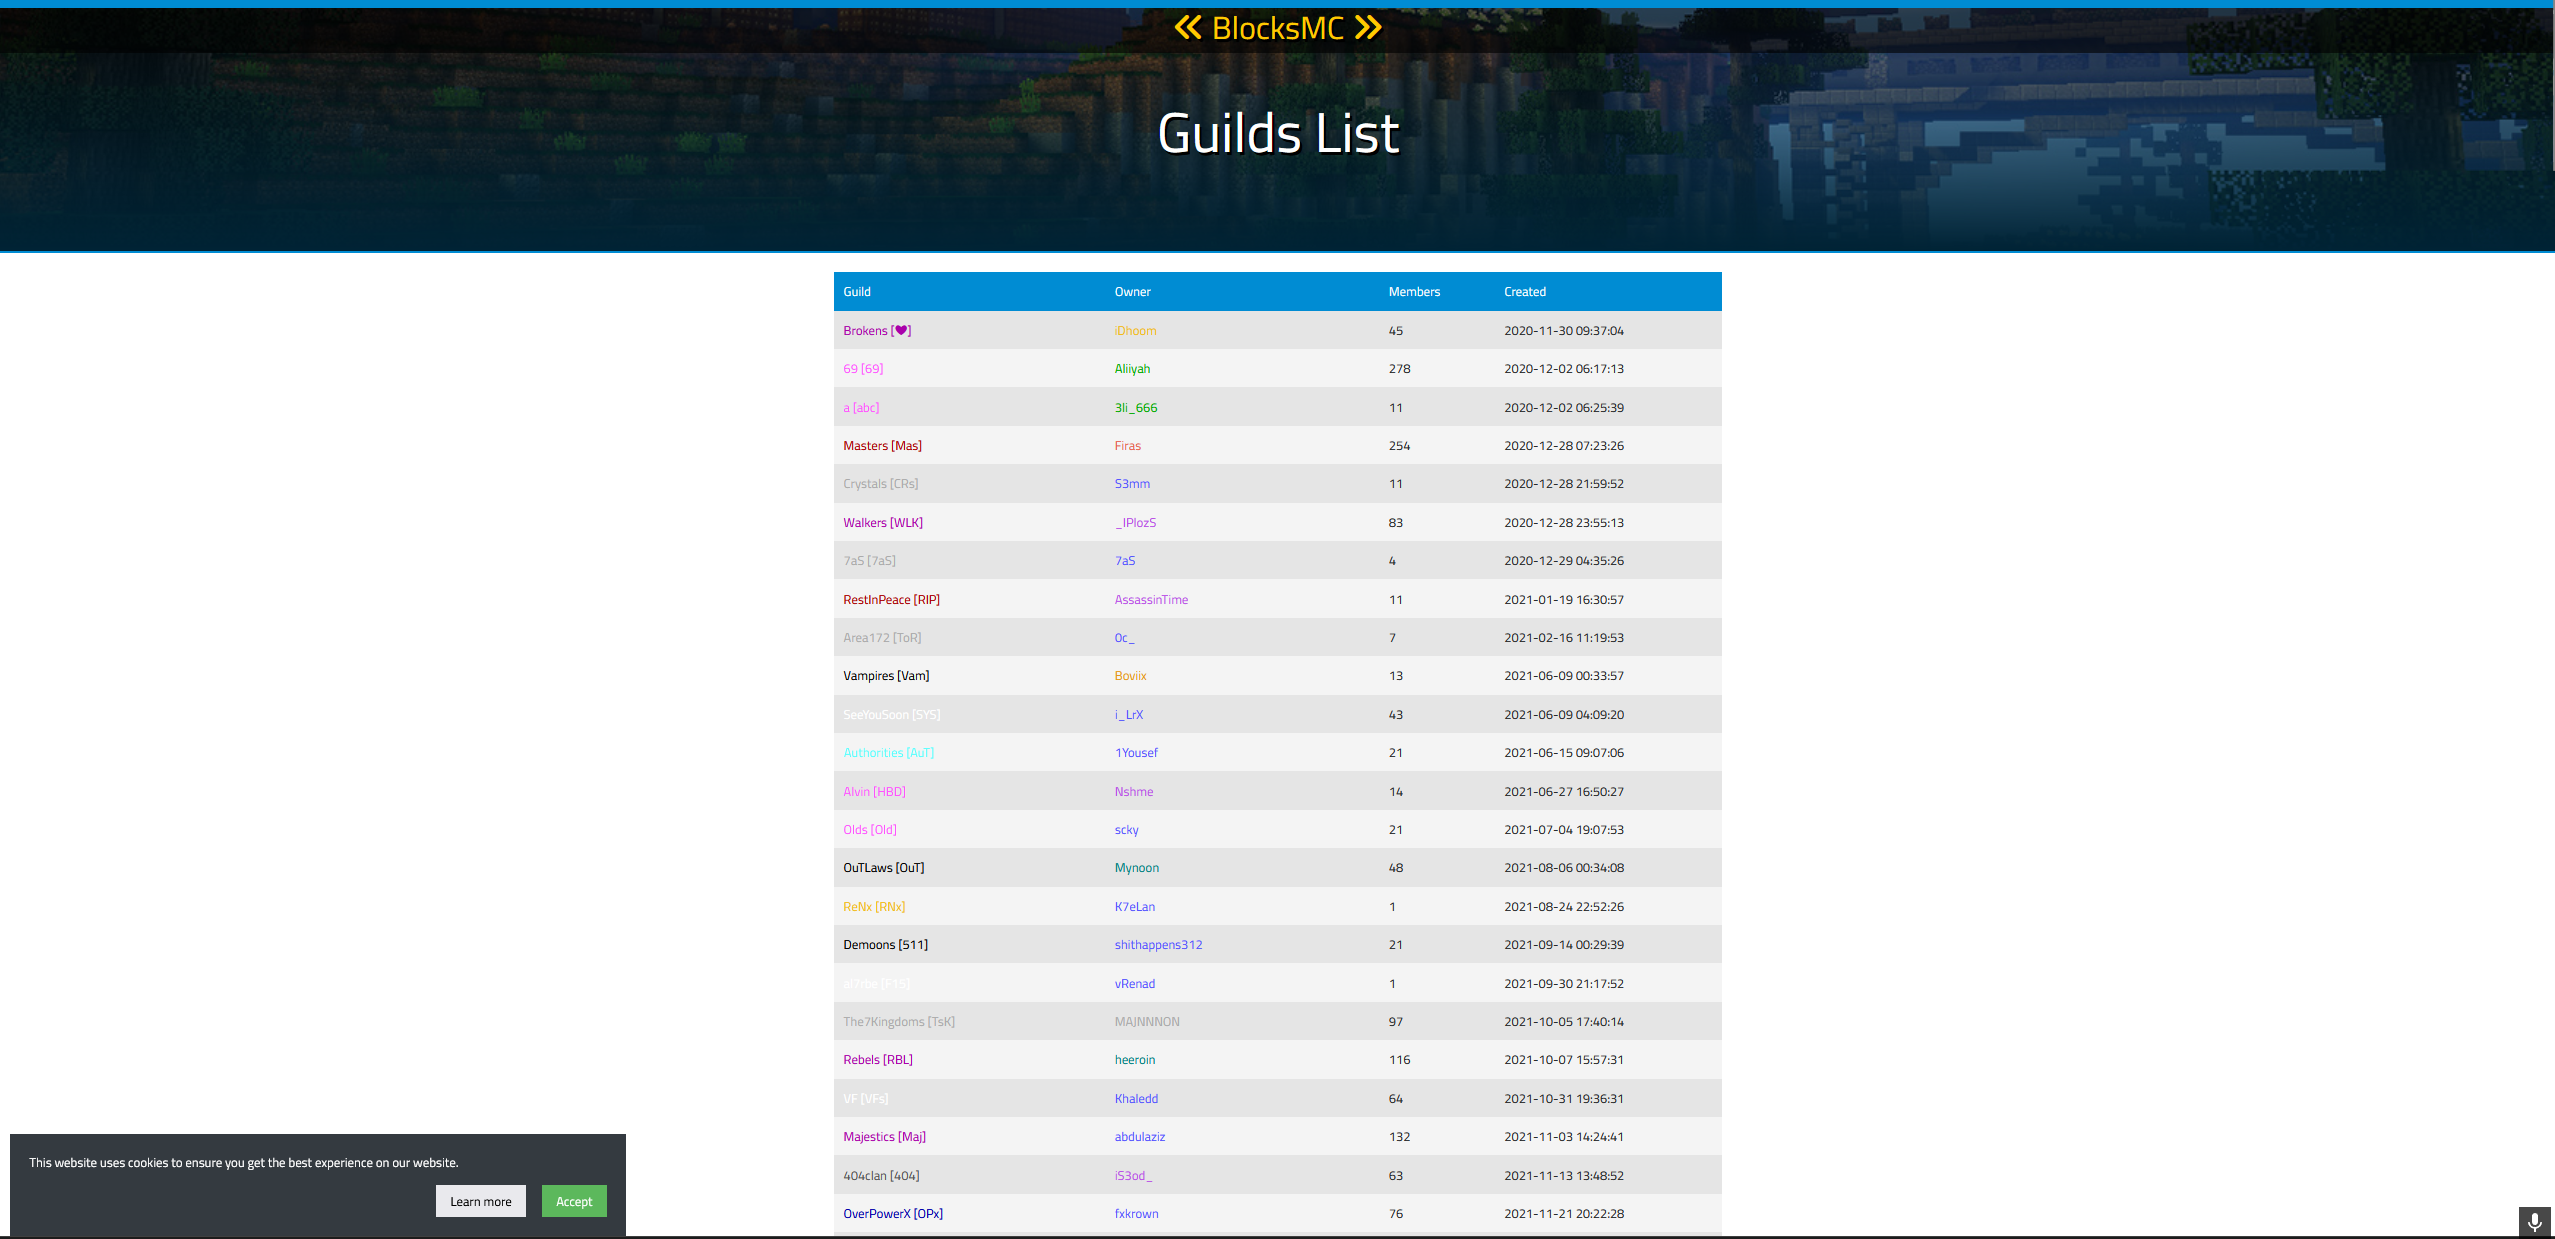 BlocksMC
Guilds List
Guild Owner Members Created
Brokens [♥] iDhoom 45 2020-11-30 09:37:04
69 [69] Aliiyah 278 2020-12-02 06:17:13
a [abc] 3li_666 11 2020-12-02 06:25:39
Masters [Mas] Firas 254 2020-12-28 07:23:26
Crystals [CRs] S3mm 11 2020-12-28 21:59:52
Walkers [WLK] _IPlozS 83 2020-12-28 23:55:13
7aS [7aS] 7aS 4 2020-12-29 04:35:26
RestInPeace [RIP] AssassinTime 11 2021-01-19 16:30:57
Area172 [ToR] 0c_ 7 2021-02-16 11:19:53
Vampires [Vam] Boviix 13 2021-06-09 00:33:57
SeeYouSoon [SYS] i_LrX 43 2021-06-09 04:09:20
Authorities [AuT] 1Yousef 21 2021-06-15 09:07:06
Alvin [HBD] Nshme 14 2021-06-27 16:50:27
Olds [Old] scky 21 2021-07-04 19:07:53
OuTLaws [OuT] Mynoon 48 2021-08-06 00:34:08
ReNx [RNx] K7eLan 1 2021-08-24 22:52:26
Demoons [511] shithappens312 21 2021-09-14 00:29:39
[F15] vRenad 1 2021-09-30 21:17:52
The7Kingdoms [TsK] MAJNNNON 97 2021-10-05 17:40:14
Rebels [RBL] heeroin 116 2021-10-07 15:57:31
VF [VFs] Khaledd 64 2021-10-31 19:36:31
Majestics [Maj] abdulaziz 132 2021-11-03 14:24:41
404clan [404] iS3od_ 63 2021-11-13 13:48:52
OverPowerX [OPx] fxkrown 76 2021-11-21 20:22:28
This website uses cookies to ensure you get the best experience on our website.
Learn more Accept